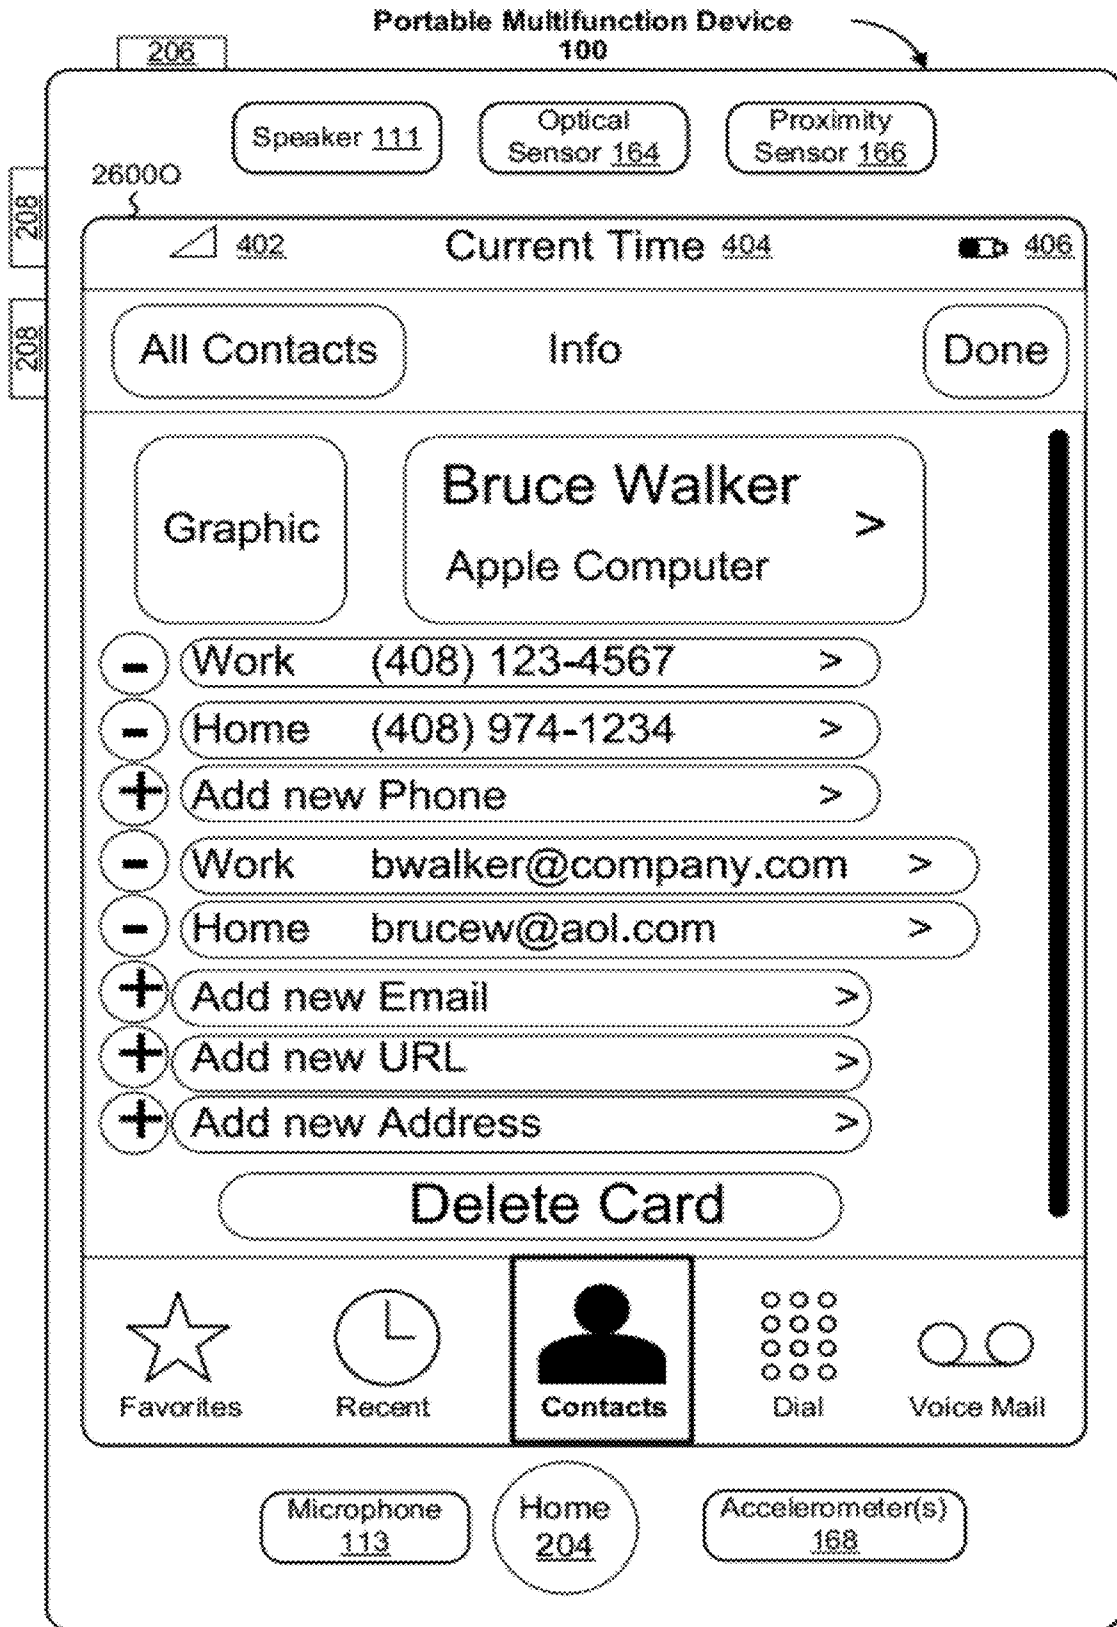 Portable Multifunction Device
100
206
Speaker 111
Optical
Sensor 164
Proximity
Sensor 166
2600O
208
208
402
Current Time 404
406
All Contacts
Info
Done
Graphic
Bruce Walker
>
Apple Computer
- Work (408) 123-4567 >
- Home (408) 974-1234 >
+ Add new Phone >
- Work bwalker@company.com >
- Home brucew@aol.com >
+ Add new Email >
+ Add new URL >
+ Add new Address >
Delete Card
Favorites
Recent
Contacts
Dial
Voice Mail
Microphone
113
Home
204
Accelerometer(s)
168